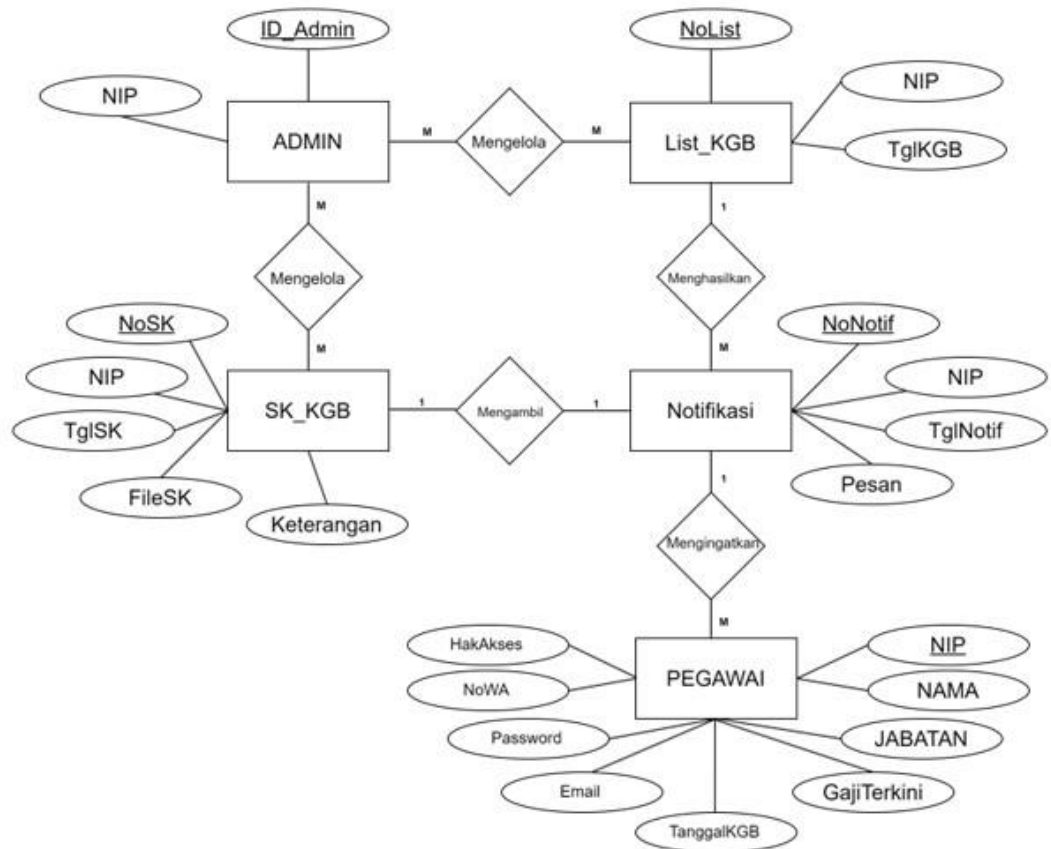 ID_Admin
NoList
NIP
NIP
ADMIN
M
Mengelola
M
List_KGB
TglKGB
M
1
Mengelola
Menghasilkan
NoSK
NoNotif
M
M
NIP
NIP
SK_KGB
1
Mengambil
1
Notifikasi
TglSK
TglNotif
FileSK
Pesan
1
Keterangan
Mengingatkan
M
HakAkses
NIP
PEGAWAI
NoWA
NAMA
Password
JABATAN
Email
GajiTerkini
TanggalKGB